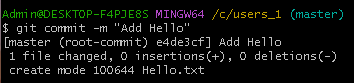 Admin@DESKTOP-F4PJE8S MINGW64 /c/users_1 (master)
$ git commit -m "Add Hello"
[master (root-commit) e4de3cf] Add Hello
 1 file changed, 0 insertions(+), 0 deletions(-)
 create mode 100644 Hello.txt